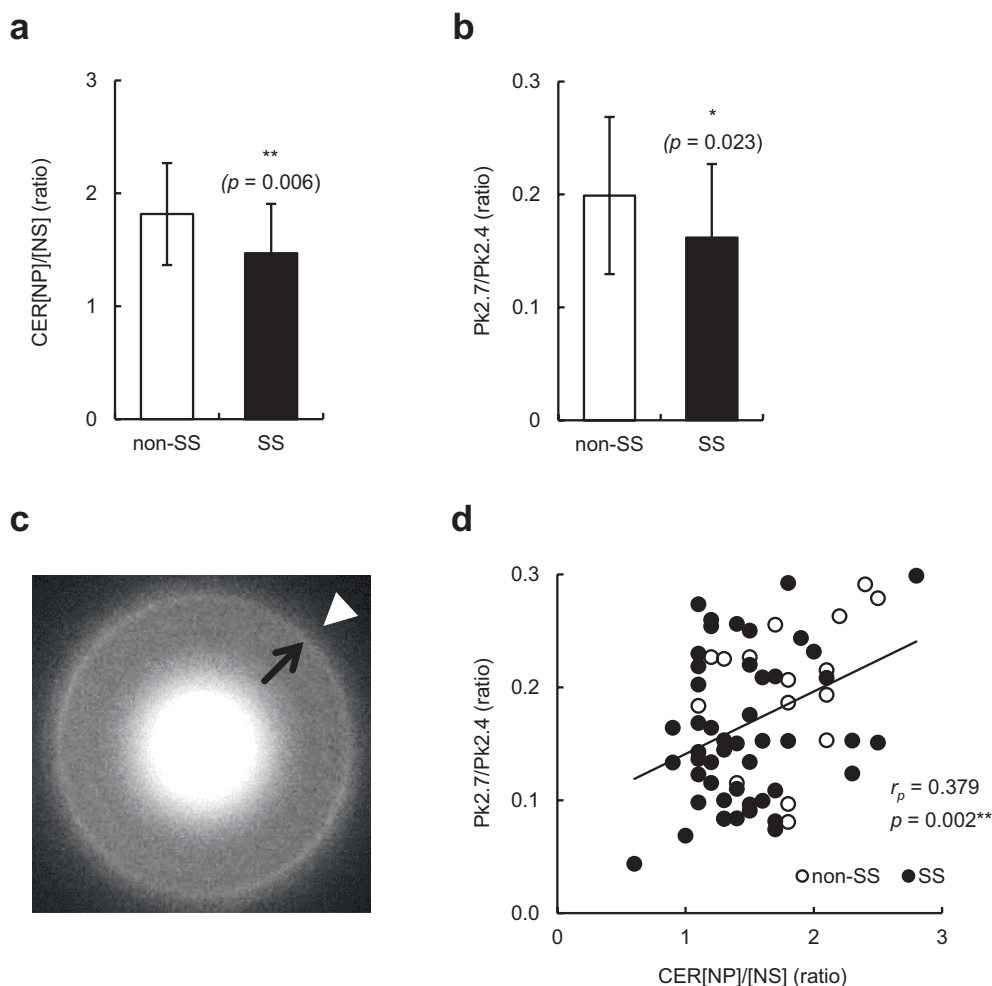 a
CER[NP]/[NS] (ratio)
3
2
1
0
**
(p = 0.006)
non-SS
SS
b
Pk2.7/Pk2.4 (ratio)
0.3
0.2
0.1
0
*
(p = 0.023)
non-SS
SS
c
d
Pk2.7/Pk2.4 (ratio)
0.3
0.2
0.1
0.0
rp = 0.379
p = 0.002**
non-SS
SS
0
1
2
3
CER[NP]/[NS] (ratio)